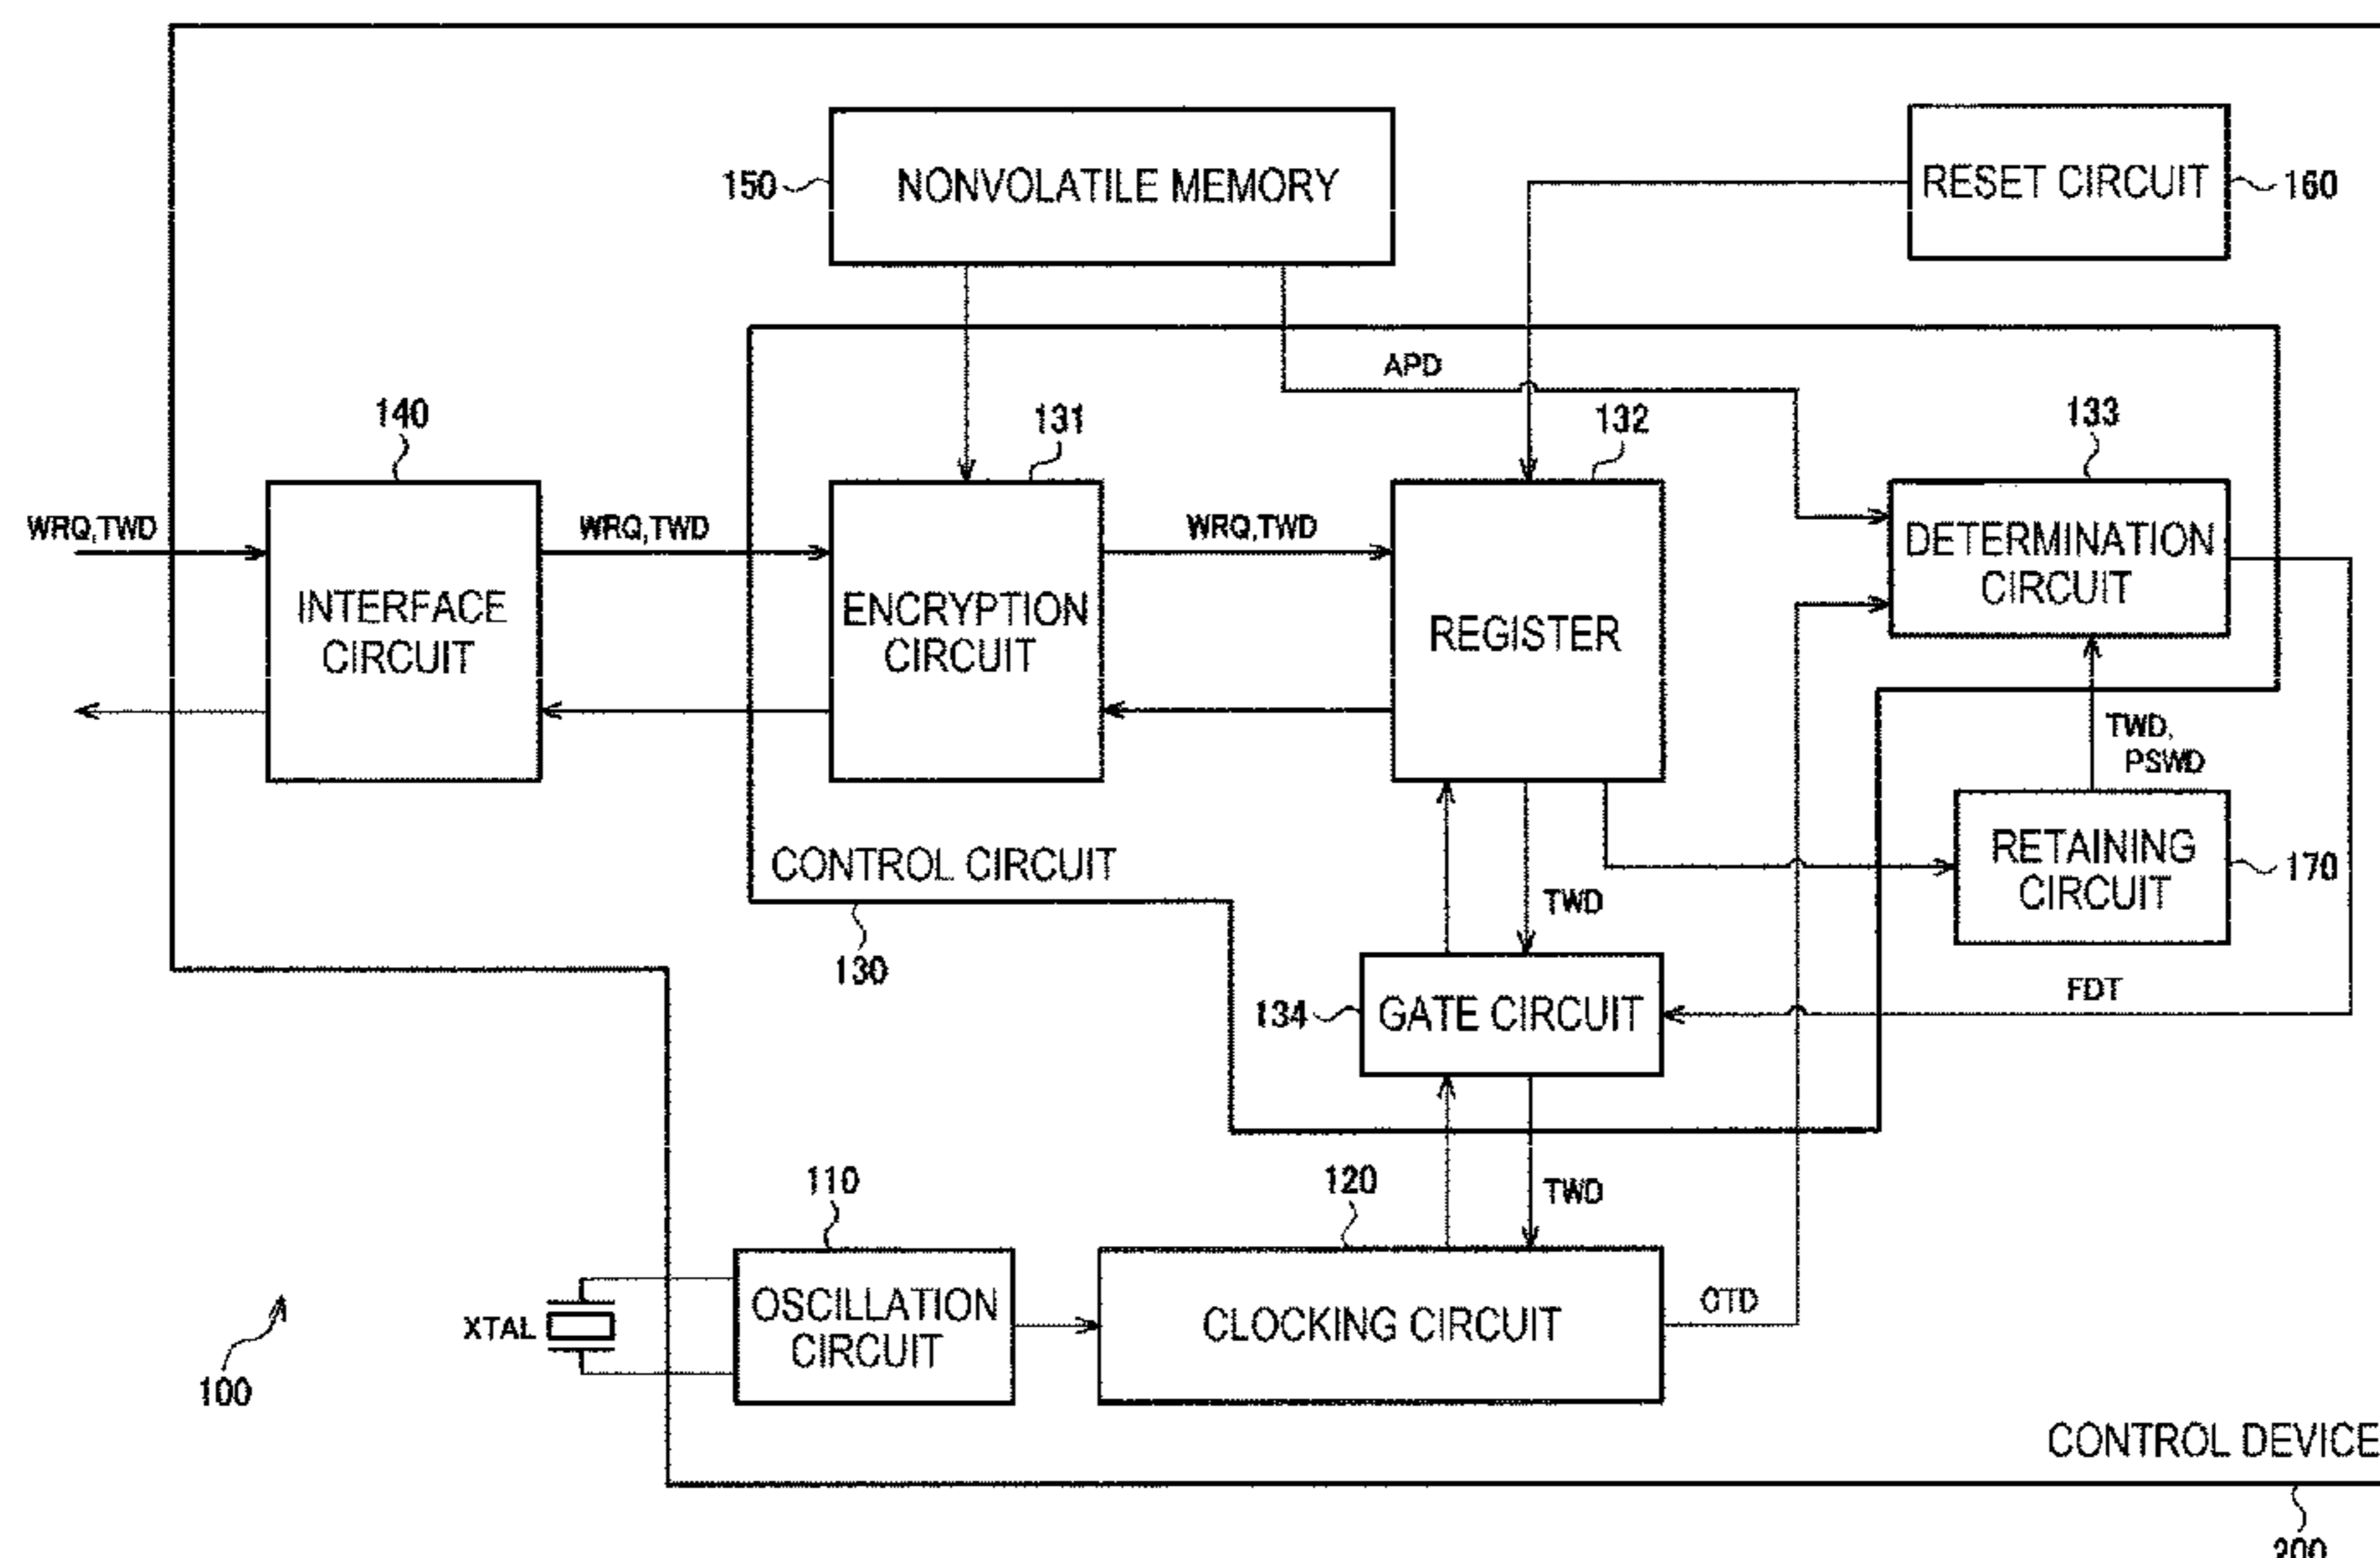 150
NONVOLATILE MEMORY
RESET CIRCUIT
160
APD
140
131
132
133
WRQ,TWD
WRQ,TWD
WRQ,TWD
INTERFACE
CIRCUIT
ENCRYPTION
CIRCUIT
REGISTER
DETERMINATION
CIRCUIT
TWD,
PSWD
CONTROL CIRCUIT
130
TWD
RETAINING
CIRCUIT
170
134
GATE CIRCUIT
FDT
110
120
TWD
XTAL
OSCILLATION
CIRCUIT
CLOCKING CIRCUIT
CTD
100
CONTROL DEVICE
200